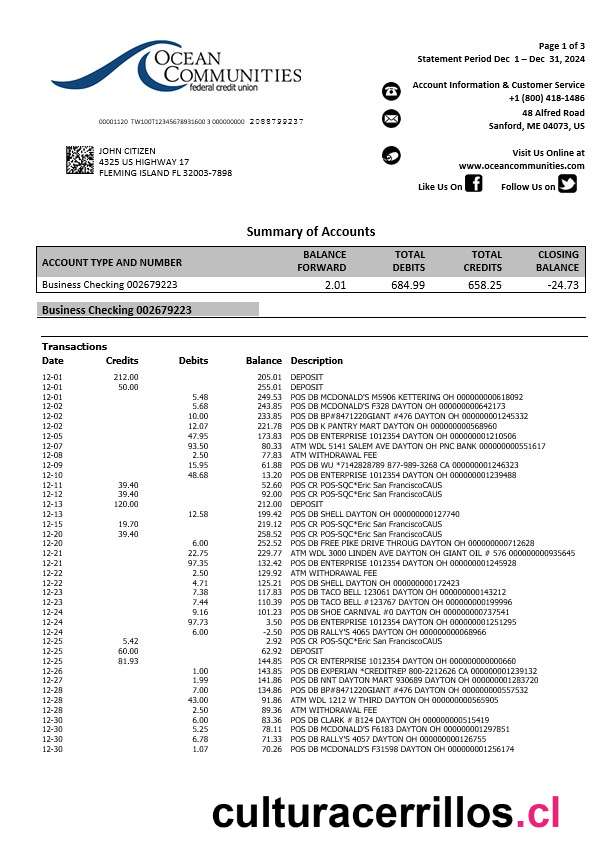 Page 1 of 3
Statement Period Dec 1 – Dec 31, 2024
OCEAN
COMMUNITIES
federal credit union
Account Information & Customer Service
+1 (800) 418-1486
48 Alfred Road
Sanford, ME 04073, US
00001120 TW100T12345678931600 3 000000000 2088799237
JOHN CITIZEN
4325 US HIGHWAY 17
FLEMING ISLAND FL 32003-7898
Visit Us Online at
www.oceancommunities.com
Like Us On Follow Us on
Summary of Accounts
ACCOUNT TYPE AND NUMBER BALANCE FORWARD TOTAL DEBITS TOTAL CREDITS CLOSING BALANCE
Business Checking 002679223 2.01 684.99 658.25 -24.73
Business Checking 002679223
Transactions
Date Credits Debits Balance Description
12-01 212.00 205.01 DEPOSIT
12-01 50.00 255.01 DEPOSIT
12-01 5.48 249.53 POS DB MCDONALD'S M5906 KETTERING OH 000000000618092
12-02 5.68 243.85 POS DB MCDONALD'S F328 DAYTON OH 000000000642173
12-02 10.00 233.85 POS DB BP#8471220GIANT #476 DAYTON OH 000000001245332
12-02 12.07 221.78 POS DB K PANTRY MART DAYTON OH 000000000568960
12-05 47.95 173.83 POS DB ENTERPRISE 1012354 DAYTON OH 000000001210506
12-07 93.50 80.33 ATM WDL 5141 SALEM AVE DAYTON OH PNC BANK 000000000551617
12-08 2.50 77.83 ATM WITHDRAWAL FEE
12-09 15.95 61.88 POS DB WU *7142828789 877-989-3268 CA 000000001246323
12-10 48.68 13.20 POS DB ENTERPRISE 1012354 DAYTON OH 000000001239488
12-11 39.40 52.60 POS CR POS-SQC*Eric San FranciscoCAUS
12-12 39.40 92.00 POS CR POS-SQC*Eric San FranciscoCAUS
12-13 120.00 212.00 DEPOSIT
12-13 12.58 199.42 POS DB SHELL DAYTON OH 000000000127740
12-15 19.70 219.12 POS CR POS-SQC*Eric San FranciscoCAUS
12-20 39.40 258.52 POS CR POS-SQC*Eric San FranciscoCAUS
12-20 6.00 252.52 POS DB FREE PIKE DRIVE THROUG DAYTON OH 000000000712628
12-21 22.75 229.77 ATM WDL 3000 LINDEN AVE DAYTON OH GIANT OIL # 576 000000000935645
12-21 97.35 132.42 POS DB ENTERPRISE 1012354 DAYTON OH 000000001245928
12-22 2.50 129.92 ATM WITHDRAWAL FEE
12-22 4.71 125.21 POS DB SHELL DAYTON OH 000000000172423
12-23 7.38 117.83 POS DB TACO BELL 123061 DAYTON OH 000000000143212
12-23 7.44 110.39 POS DB TACO BELL #123767 DAYTON OH 000000000199996
12-24 9.16 101.23 POS DB SHOE CARNIVAL #0 DAYTON OH 000000000737541
12-24 97.73 3.50 POS DB ENTERPRISE 1012354 DAYTON OH 000000001251295
12-24 6.00 -2.50 POS DB RALLY'S 4065 DAYTON OH 000000000068966
12-25 5.42 2.92 POS CR POS-SQC*Eric San FranciscoCAUS
12-25 60.00 62.92 DEPOSIT
12-25 81.93 144.85 POS CR ENTERPRISE 1012354 DAYTON OH 00000000000660
12-26 1.00 143.85 POS DB EXPERIAN *CREDITREP 800-2212626 CA 000000001239132
12-27 1.99 141.86 POS DB NNT DAYTON MART 930689 DAYTON OH 000000001283720
12-28 7.00 134.86 POS DB BP#8471220GIANT #476 DAYTON OH 000000000557532
12-28 43.00 91.86 ATM WDL 1212 W THIRD DAYTON OH 000000000565905
12-28 2.50 89.36 ATM WITHDRAWAL FEE
12-30 6.00 83.36 POS DB CLARK # 8124 DAYTON OH 000000000515419
12-30 5.25 78.11 POS DB MCDONALD'S F6183 DAYTON OH 000000001297851
12-30 6.78 71.33 POS DB RALLY'S 4057 DAYTON OH 000000000126755
12-30 1.07 70.26 POS DB MCDONALD'S F31598 DAYTON OH 000000001256174
culturacerrillos.cl